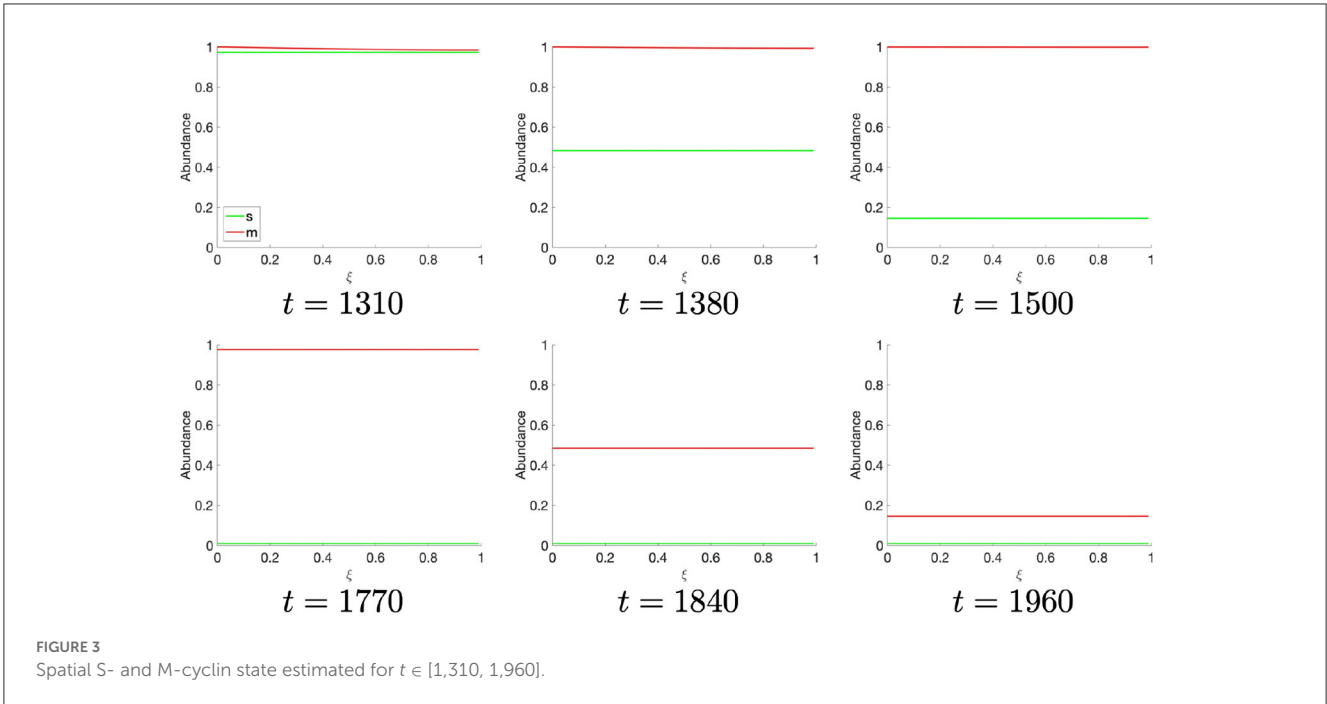 1
0.8
0.6
0.4
0.2
0
Abundance
s
m
0 0.2 0.4 0.6 0.8 1
ξ
t = 1310
1
0.8
0.6
0.4
0.2
0
Abundance
0 0.2 0.4 0.6 0.8 1
ξ
t = 1380
1
0.8
0.6
0.4
0.2
0
Abundance
0 0.2 0.4 0.6 0.8 1
ξ
t = 1500
1
0.8
0.6
0.4
0.2
0
Abundance
0 0.2 0.4 0.6 0.8 1
ξ
t = 1770
1
0.8
0.6
0.4
0.2
0
Abundance
0 0.2 0.4 0.6 0.8 1
ξ
t = 1840
1
0.8
0.6
0.4
0.2
0
Abundance
0 0.2 0.4 0.6 0.8 1
ξ
t = 1960
FIGURE 3
Spatial S- and M-cyclin state estimated for t ∈ [1,310, 1,960].